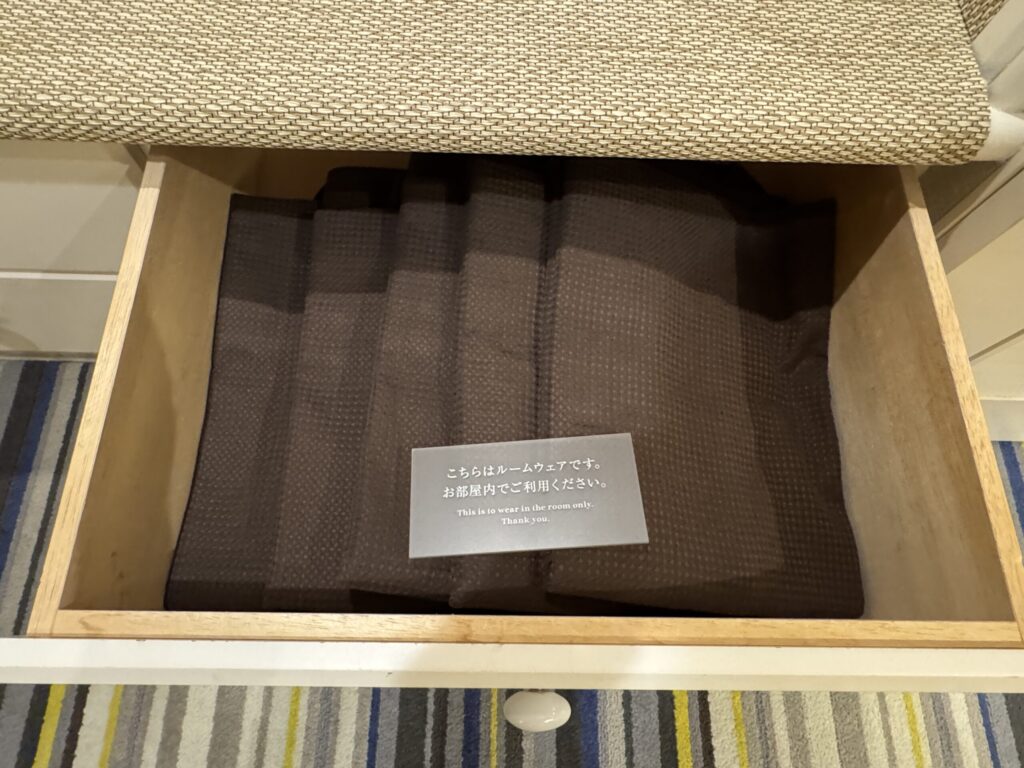 こちらはルームウェアです。
お部屋内でご利用ください。
This is to wear in the room only.
Thank you.